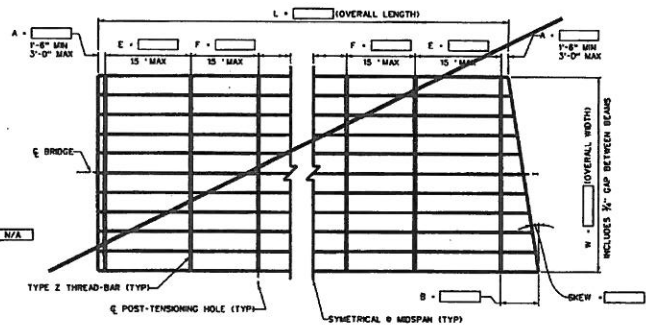 L = (OVERALL LENGTH)
A =
1'-6" MIN
3'-0" MAX
E =
15 'MAX
F =
15 'MAX
F =
15 'MAX
E =
15 'MAX
A =
1'-6" MIN
3'-0" MAX
℄ BRIDGE
W = (OVERALL WIDTH)
INCLUDES ¾" GAP BETWEEN BEAMS
N/A
TYPE Z THREAD-BAR (TYP)
℄ POST-TENSIONING HOLE (TYP)
SYMETRICAL @ MIDSPAN (TYP)
B =
SKEW =